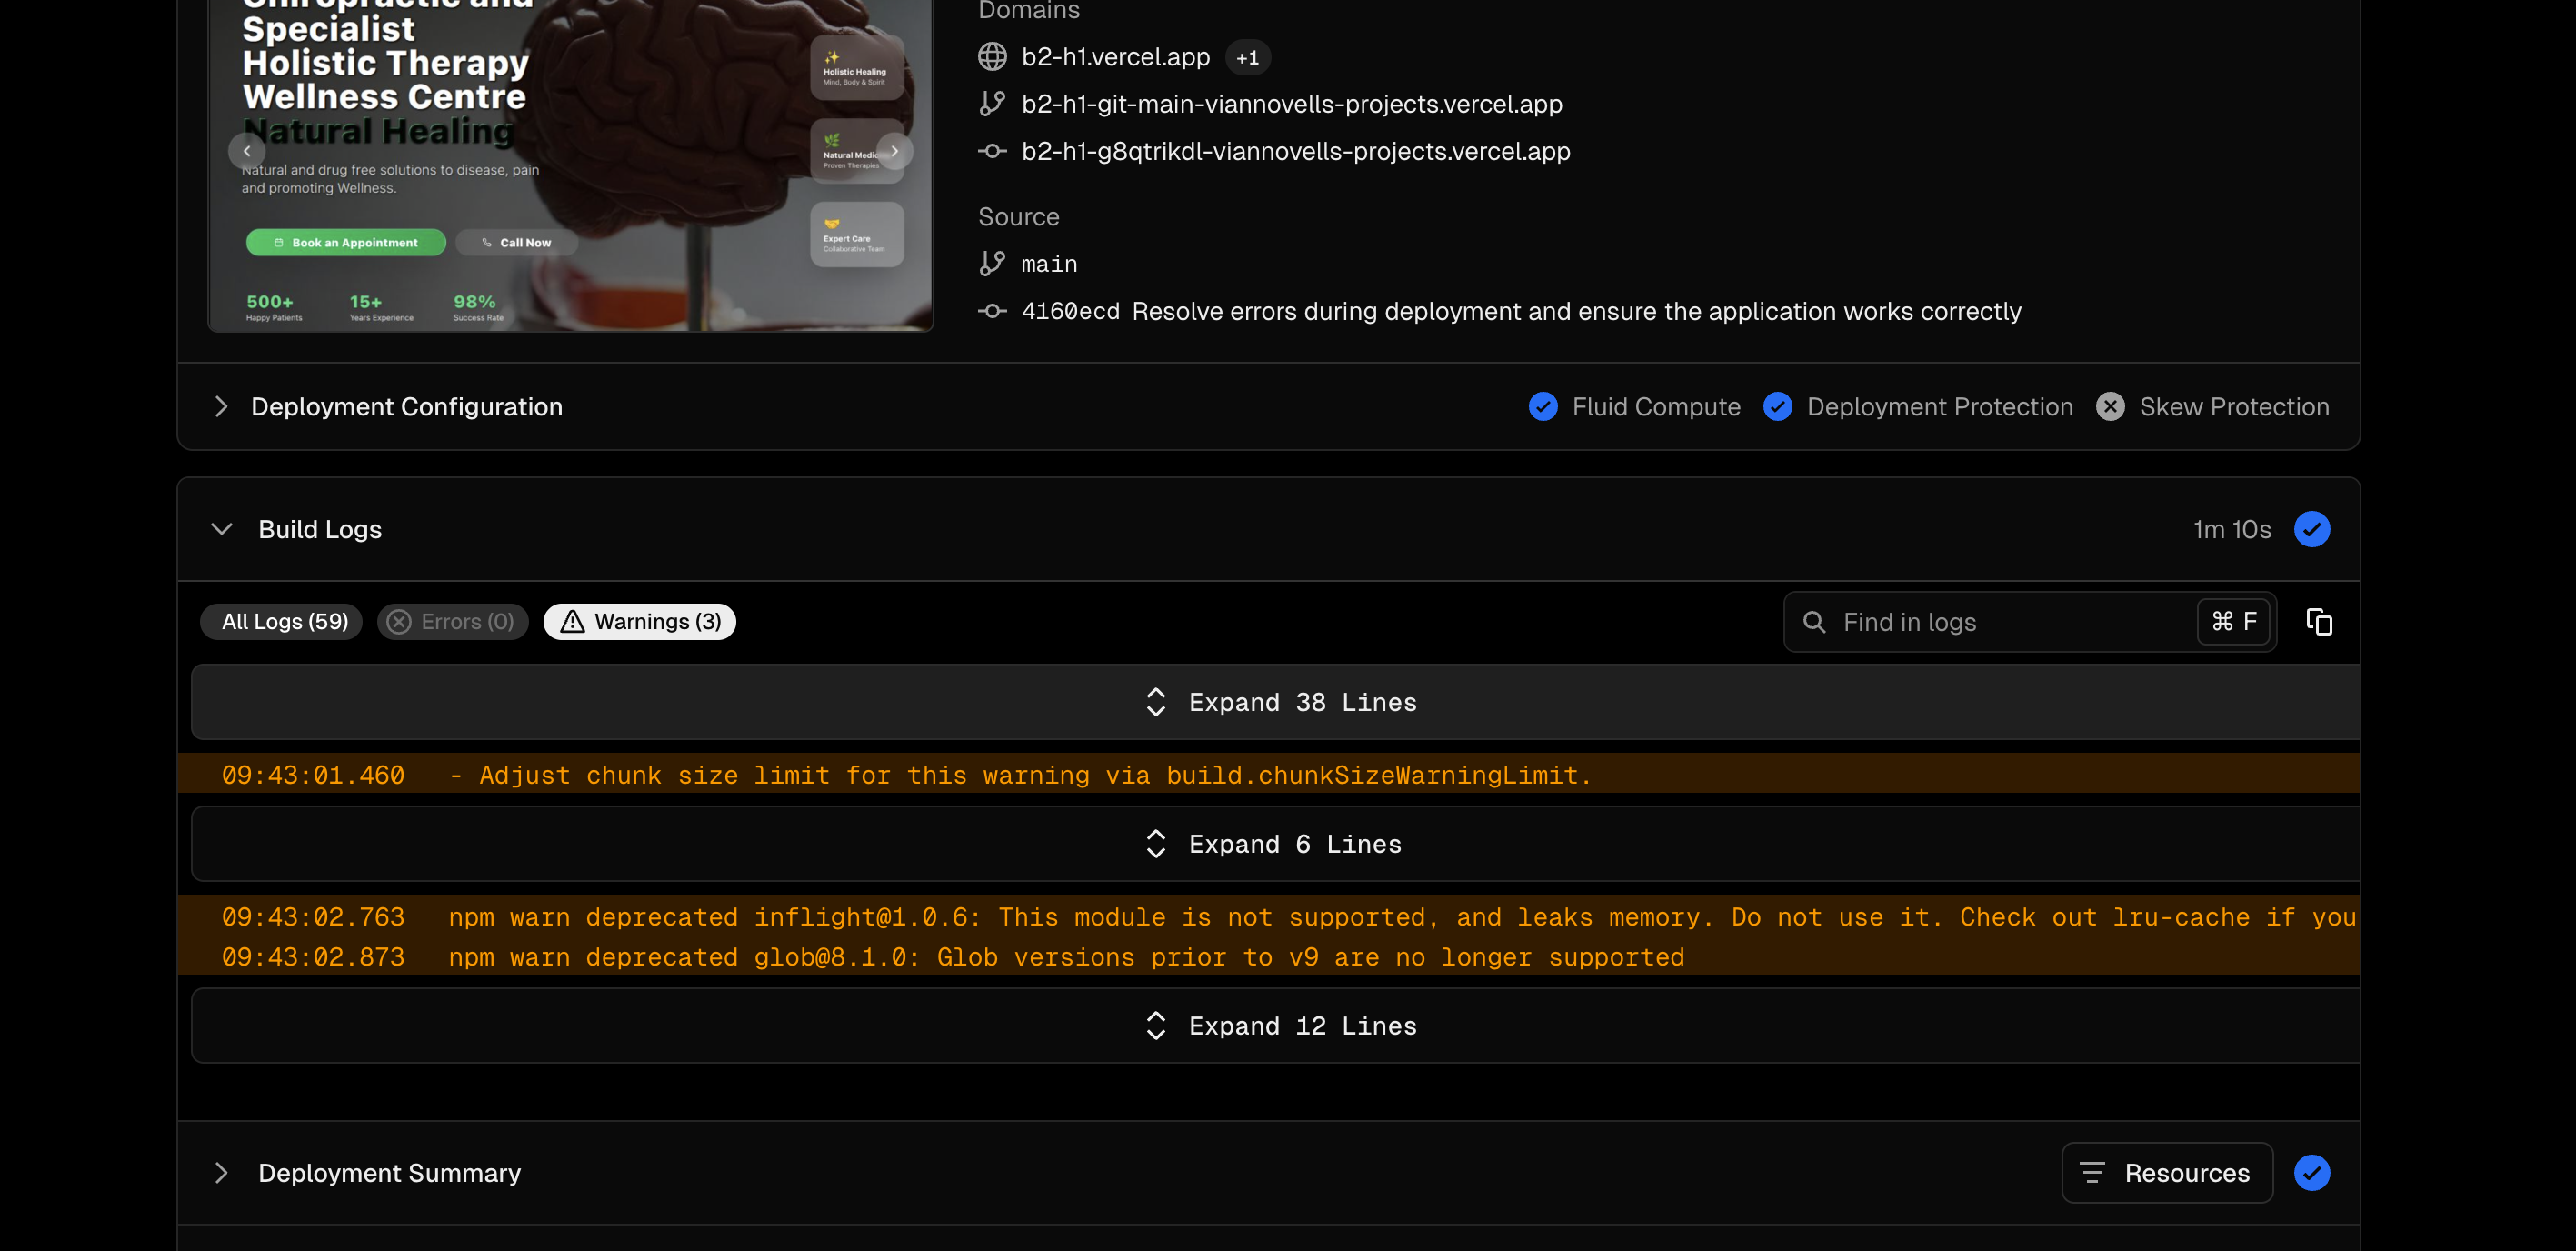 Chiropractic and
Specialist
Holistic Therapy
Wellness Centre
Natural Healing
Natural and drug free solutions to disease, pain
and promoting Wellness.
Book an Appointment
Call Now
500+
Happy Patients
15+
Years Experience
98%
Success Rate
Holistic Healing
Mind, Body & Spirit
Natural Medic
Proven Therapies
Expert Care
Collaborative Team
Domains
b2-h1.vercel.app +1
b2-h1-git-main-viannovells-projects.vercel.app
b2-h1-g8qtrikdl-viannovells-projects.vercel.app
Source
main
4160ecd Resolve errors during deployment and ensure the application works correctly
Deployment Configuration
Fluid Compute
Deployment Protection
Skew Protection
Build Logs
1m 10s
All Logs (59)
Errors (0)
Warnings (3)
Find in logs
⌘ F
Expand 38 Lines
09:43:01.460 - Adjust chunk size limit for this warning via build.chunkSizeWarningLimit.
Expand 6 Lines
09:43:02.763 npm warn deprecated inflight@1.0.6: This module is not supported, and leaks memory. Do not use it. Check out lru-cache if you
09:43:02.873 npm warn deprecated glob@8.1.0: Glob versions prior to v9 are no longer supported
Expand 12 Lines
Deployment Summary
Resources